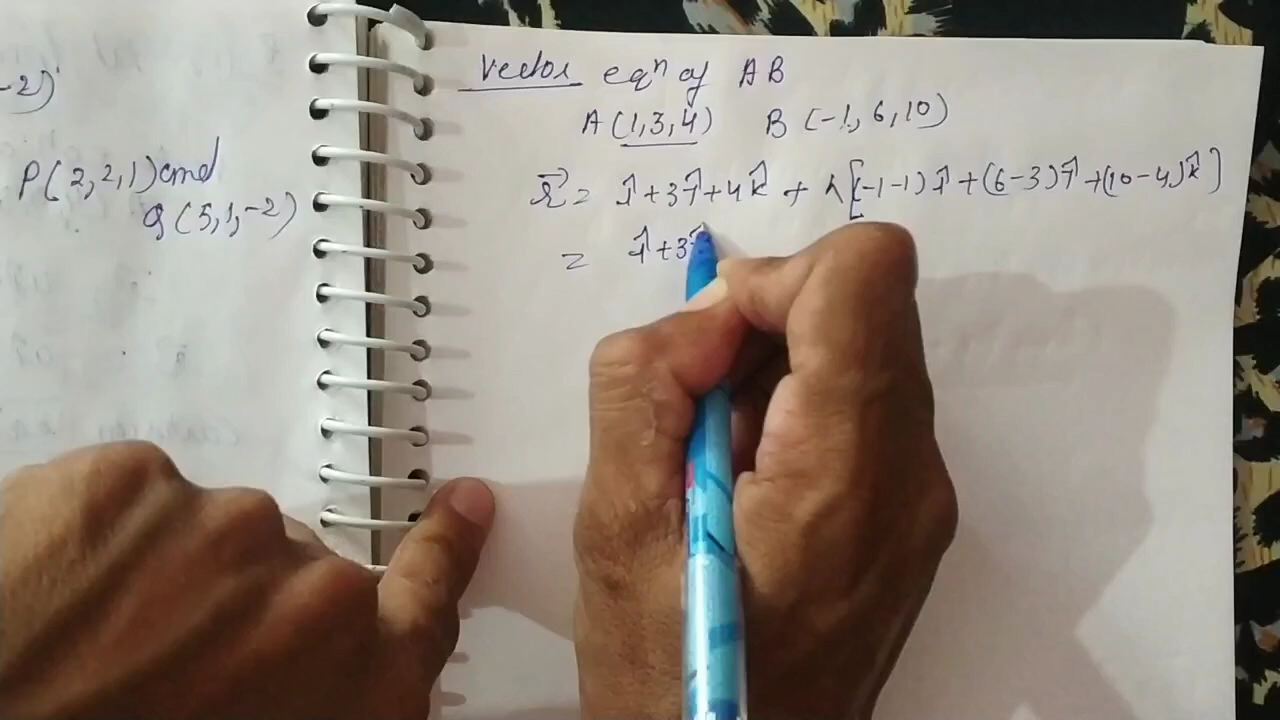 -2)
P(2,2,1) and
Q(5,1,-2)
Vector eqⁿ of AB
A(1,3,4) B(-1,6,10)
r⃗ = î+3ĵ+4k̂ + λ[(-1-1)î+(6-3)ĵ+(10-4)k̂]
= î+3ĵ